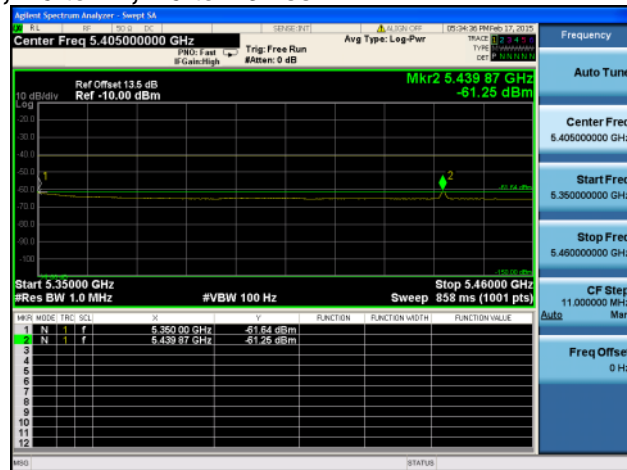 Agilent Spectrum Analyzer - Swept SA
RL RF 50 Ω DC SENSE:INT ALIGN OFF 05:34:36 PM Feb 17, 2015
Center Freq 5.405000000 GHz
PNO: Fast
IFGain:High
Trig: Free Run
#Atten: 0 dB
Avg Type: Log-Pwr
TRACE 1 2 3 4 5 6
TYPE
DET P N N N N N
Frequency
Mkr2 5.439 87 GHz
-61.25 dBm
Ref Offset 13.5 dB
10 dB/div Ref -10.00 dBm
Log
-20.0
-30.0
-40.0
-50.0
-60.0
-70.0
-80.0
-90.0
-100
1
2
-61.64 dBm
-150.00 dBm
Start 5.35000 GHz Stop 5.46000 GHz
#Res BW 1.0 MHz #VBW 100 Hz Sweep 858 ms (1001 pts)
MKR MODE TRC SCL X Y FUNCTION FUNCTION WIDTH FUNCTION VALUE
1 N 1 f 5.350 00 GHz -61.64 dBm
2 N 1 f 5.439 87 GHz -61.25 dBm
3
4
5
6
7
8
9
10
11
12
MSG STATUS
Auto Tune
Center Freq
5.405000000 GHz
Start Freq
5.350000000 GHz
Stop Freq
5.460000000 GHz
CF Step
11.000000 MHz
Auto Man
Freq Offset
0 Hz